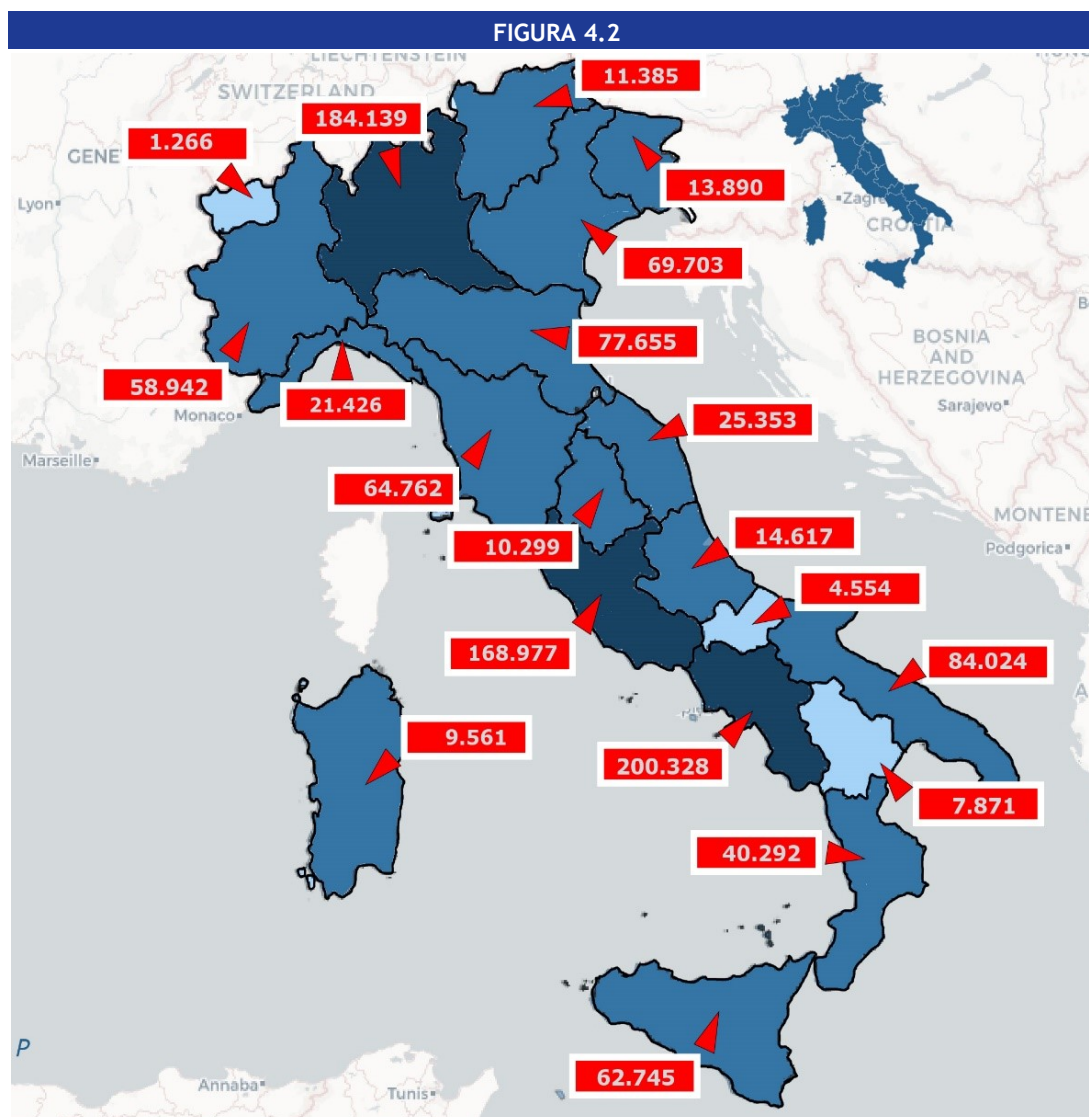 FIGURA 4.2
LIECHTENSTEIN
11.385
SWITZERLAND
184.139
1.266
GENE
13.890
Lyon
Zagre
CROATIA
69.703
BOSNIA
AND
HERZEGOVINA
77.655
58.942
21.426
Monaco
Sarajevo
25.353
Marseille
64.762
MONTENE
14.617
10.299
Podgorica
4.554
168.977
84.024
9.561
200.328
7.871
40.292
P
62.745
Annaba
Tunis